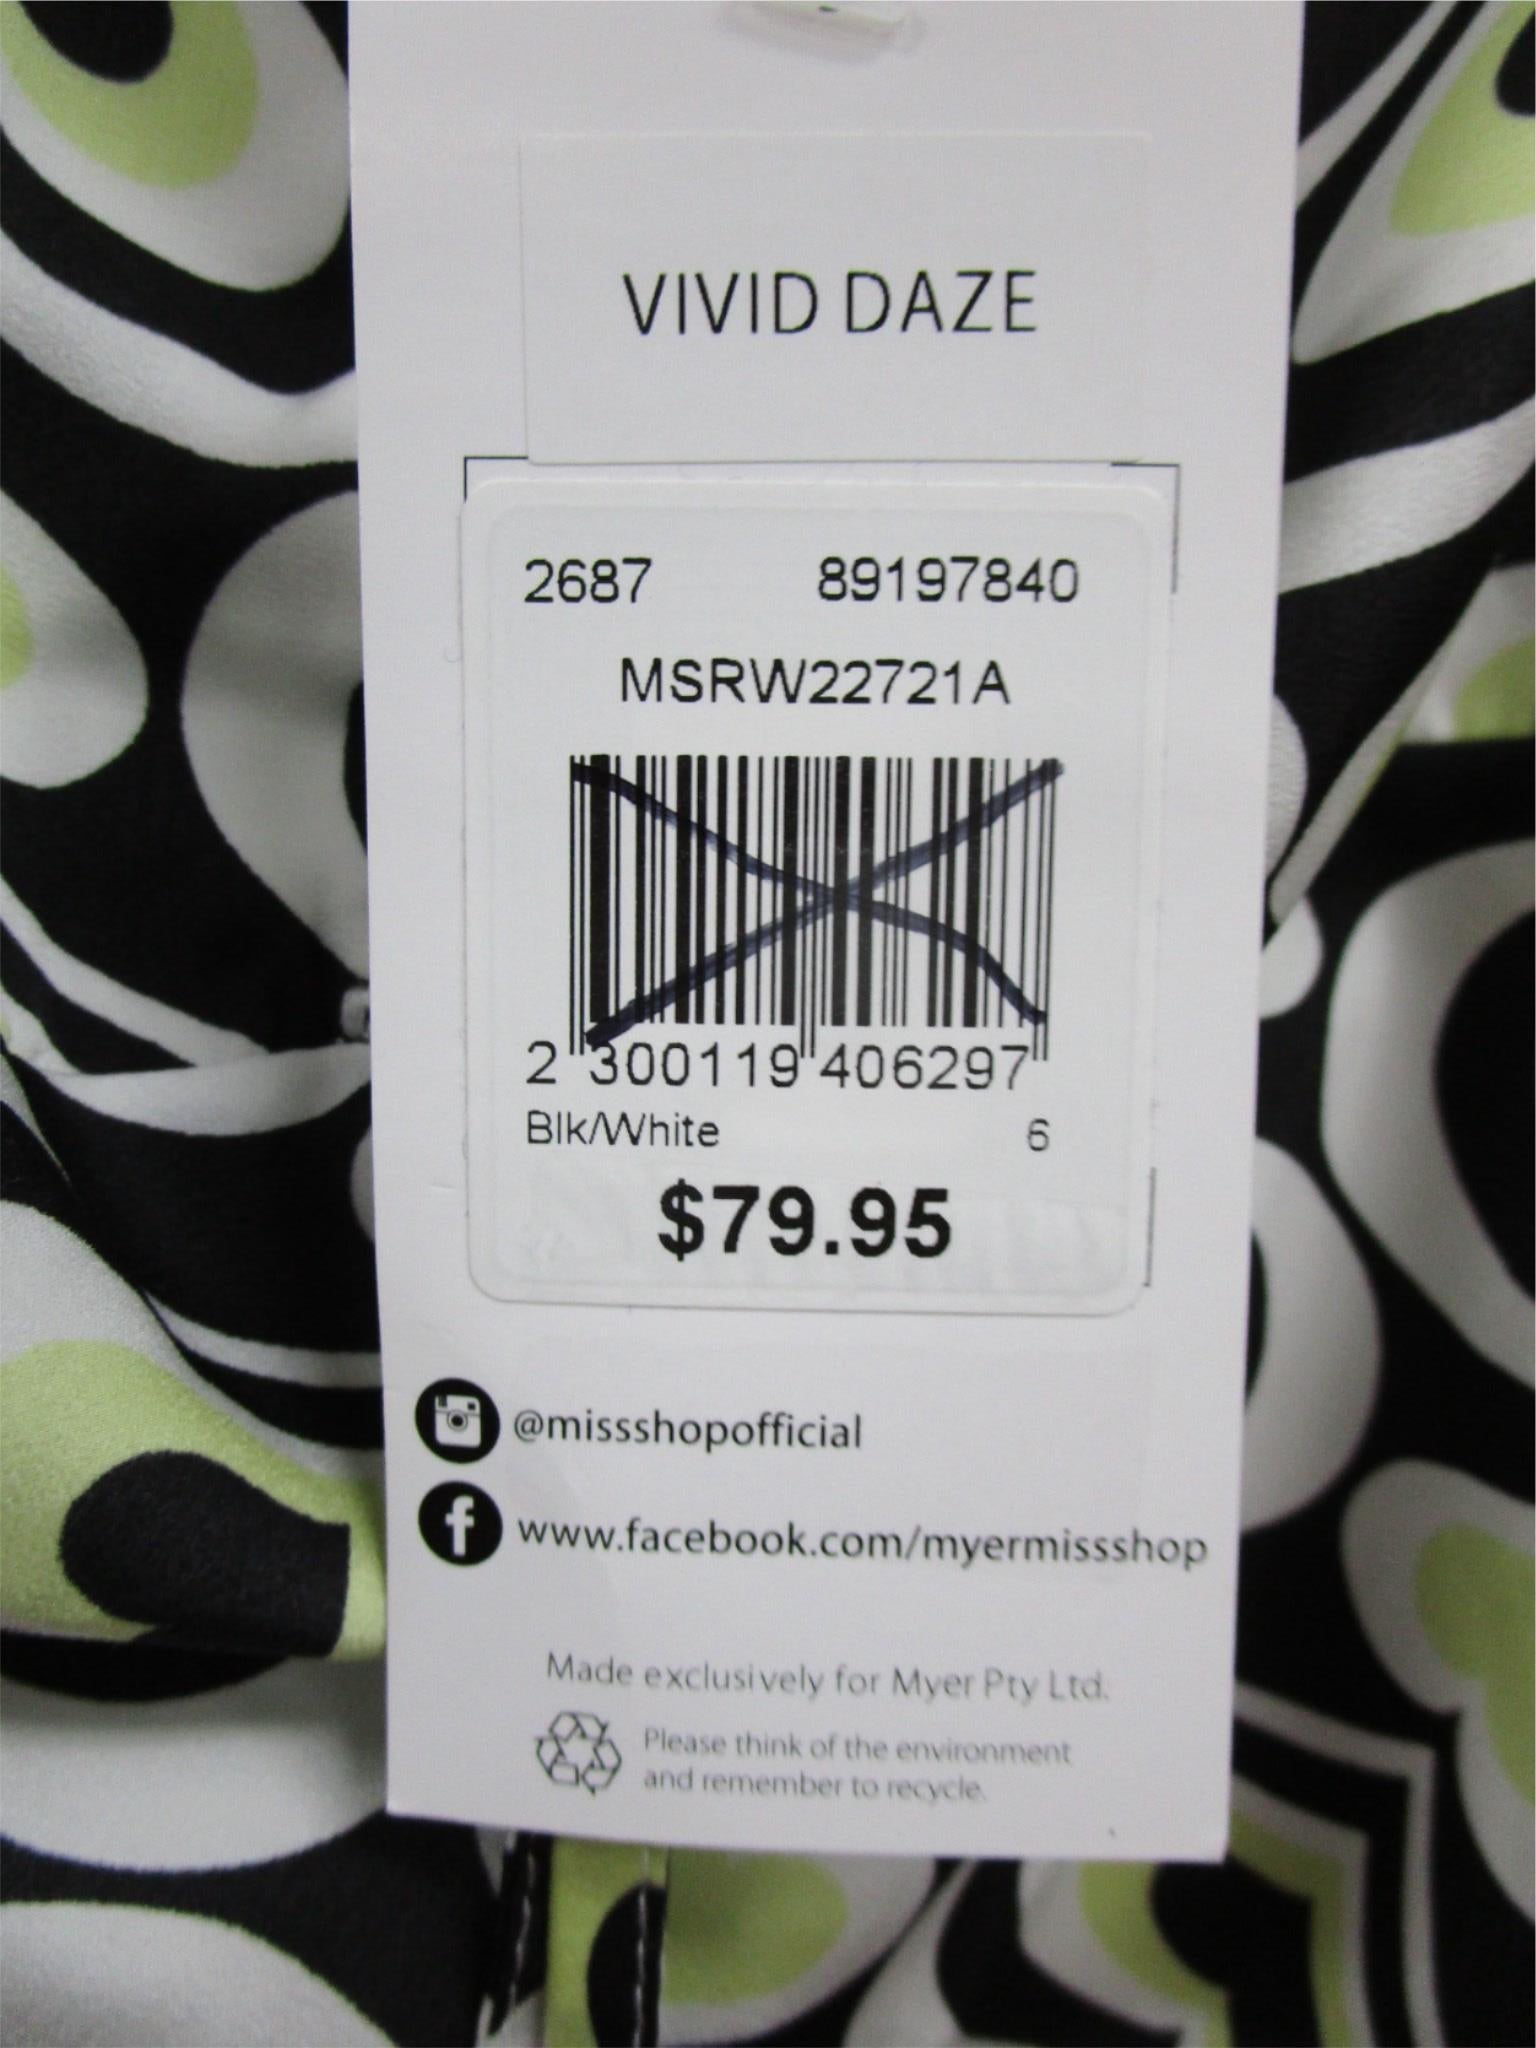 VIVID DAZE
2687 89197840
MSRW22721A
2 300119 406297
Blk/White 6
$79.95
@missshopofficial
www.facebook.com/myermissshop
Made exclusively for Myer Pty Ltd.
Please think of the environment
and remember to recycle.